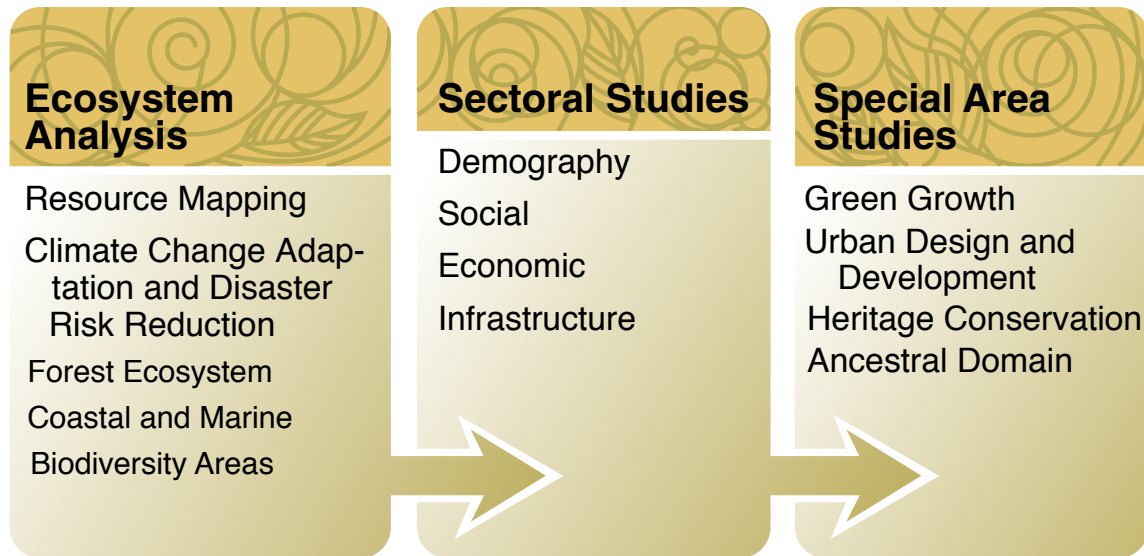 Ecosystem
Analysis
Resource Mapping
Climate Change Adap-
tation and Disaster
Risk Reduction
Forest Ecosystem
Coastal and Marine
Biodiversity Areas
Sectoral Studies
Demography
Social
Economic
Infrastructure
Special Area
Studies
Green Growth
Urban Design and
Development
Heritage Conservation
Ancestral Domain